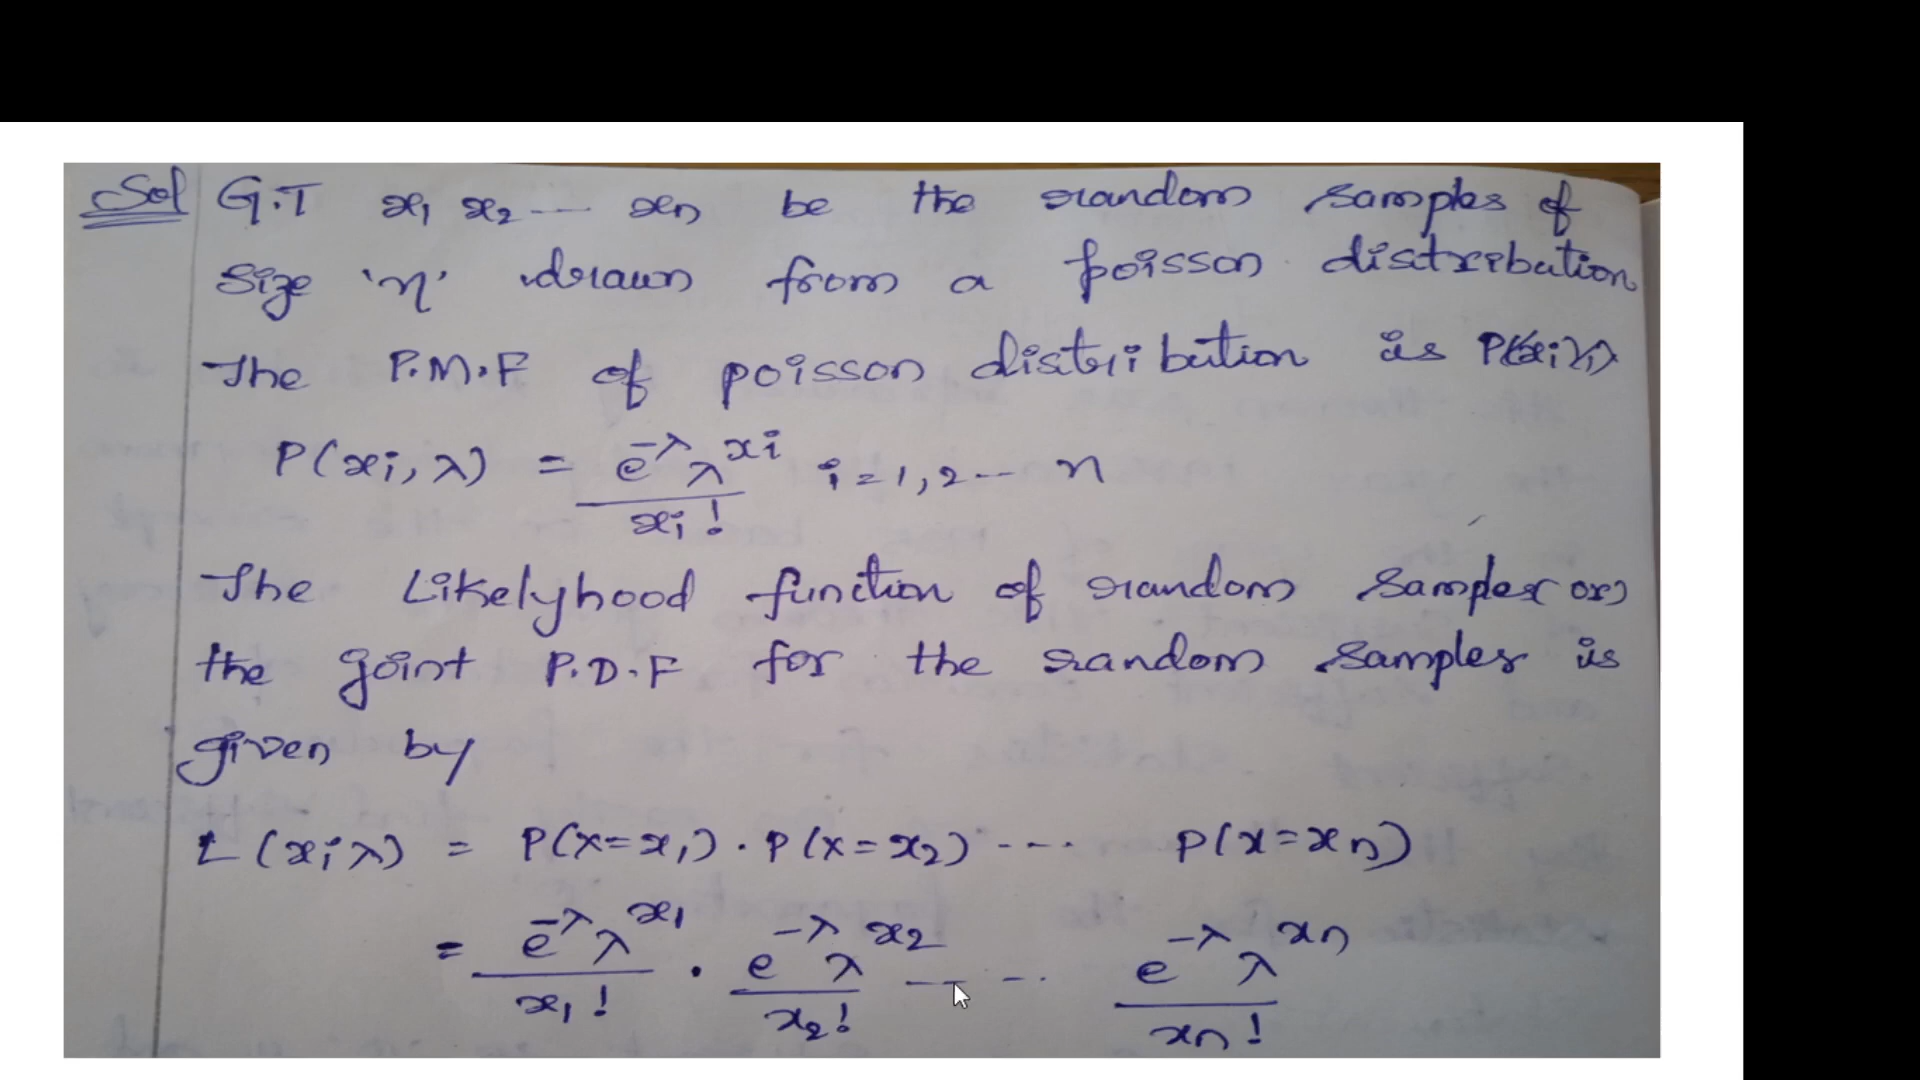 Sol G.T x₁ x₂ --- xn be the random samples of
Size 'n' drawn from a poisson distribution
The P.M.F of poisson distribution is P(xi, λ)
P(xi, λ) = e^-λ λ^xi / xi! i=1,2--- n
The Likelyhood function of random samples (or)
the joint P.D.F for the random samples is
given by
L(xi λ) = P(x=x₁) . P(x=x₂) ---- P(x=xn)
= e^-λ λ^x₁ / x₁! . e^-λ λ^x₂ / x₂! --- -- e^-λ λ^xn / xn!